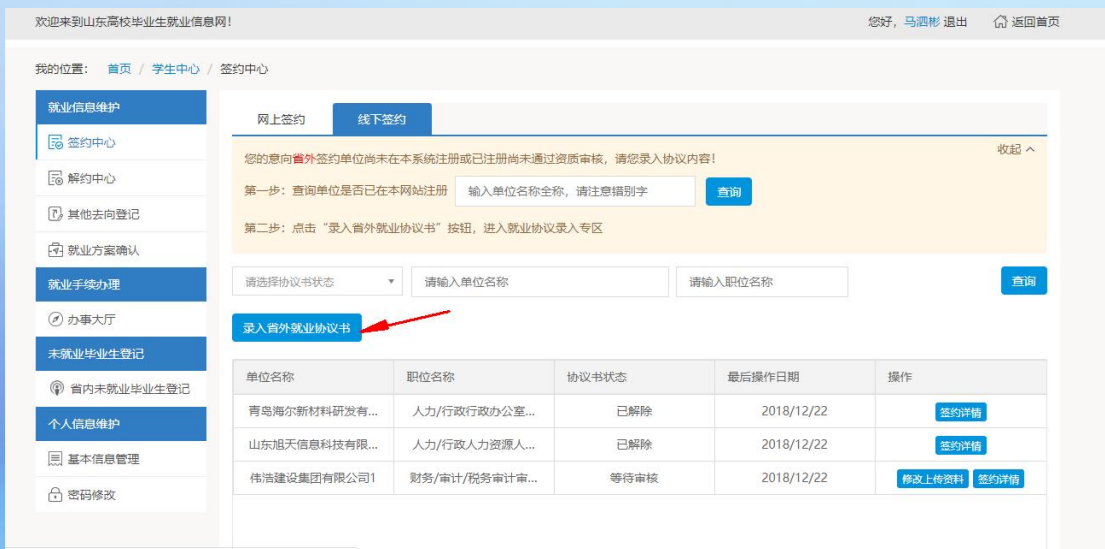 欢迎来到山东高校毕业生就业信息网！
您好，马泗彬 退出 返回首页
我的位置： 首页 / 学生中心 / 签约中心
就业信息维护
签约中心
解约中心
其他去向登记
就业方案确认
就业手续办理
办事大厅
未就业毕业生登记
省内未就业毕业生登记
个人信息维护
基本信息管理
密码修改
网上签约 线下签约
您的意向省外签约单位尚未在本系统注册或已注册尚未通过资质审核，请您录入协议内容！ 收起
第一步：查询单位是否已在本网站注册 输入单位名称全称，请注意错别字 查询
第二步：点击“录入省外就业协议书”按钮，进入就业协议录入专区
请选择协议书状态 请输入单位名称 请输入职位名称 查询
录入省外就业协议书
单位名称 职位名称 协议书状态 最后操作日期 操作
青岛海尔新材料研发有... 人力/行政行政办公室... 已解除 2018/12/22 签约详情
山东旭天信息科技有限... 人力/行政人力资源人... 已解除 2018/12/22 签约详情
伟浩建设集团有限公司1 财务/审计/税务审计审... 等待审核 2018/12/22 修改上传资料 签约详情